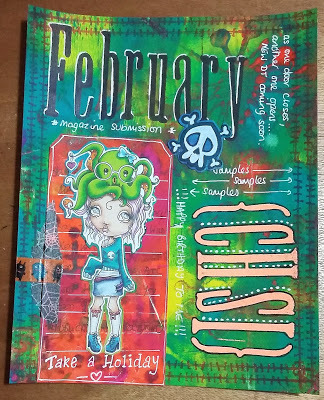 February
* Magazine Submission *
as one door closes,
another one opens...
NEW DT coming soon
samples
samples
samples
!!! HAPPY BIRTHDAY TO ME !!!
Take a Holiday